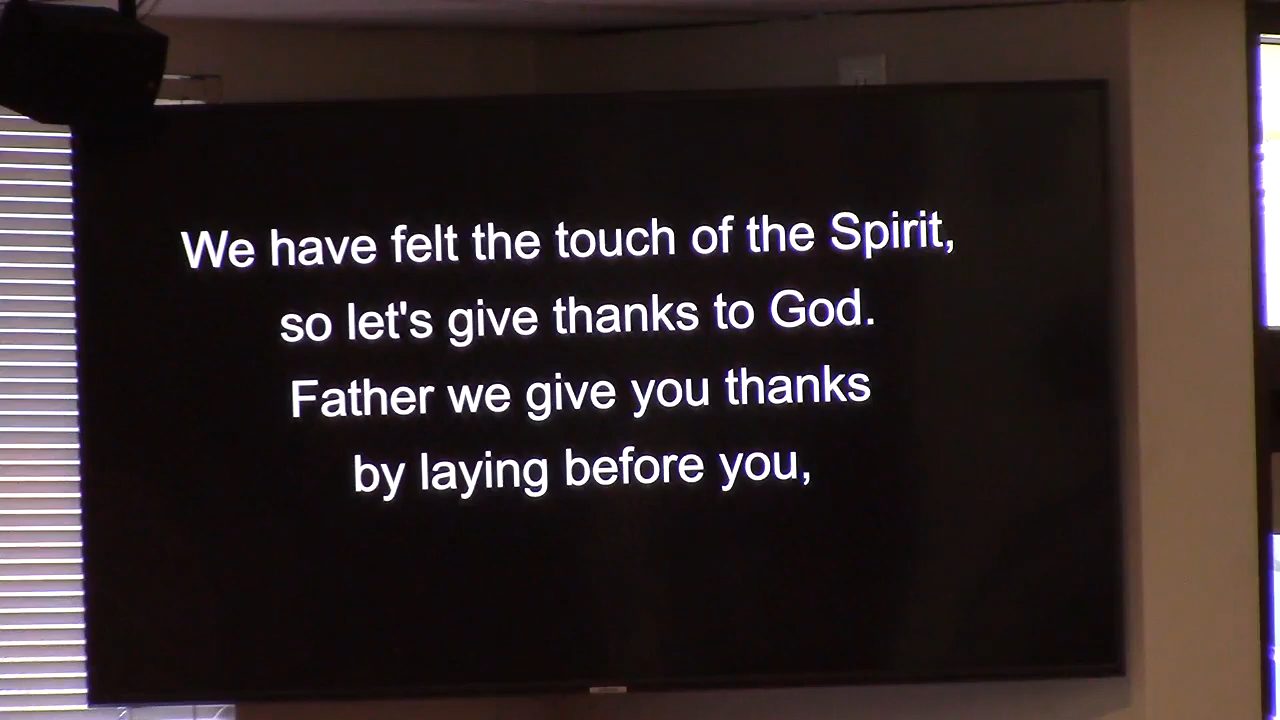 We have felt the touch of the Spirit,
so let's give thanks to God.
Father we give you thanks
by laying before you,